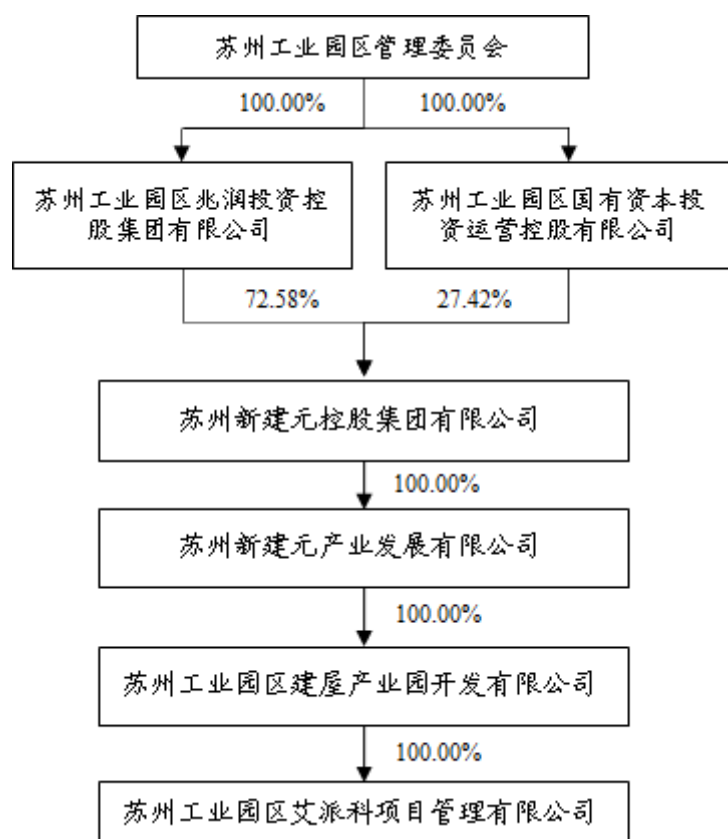 苏州工业园区管理委员会
100.00% 100.00%
苏州工业园区兆润投资控
股集团有限公司
苏州工业园区国有资本投
资运营控股有限公司
72.58% 27.42%
苏州新建元控股集团有限公司
100.00%
苏州新建元产业发展有限公司
100.00%
苏州工业园区建屋产业园开发有限公司
100.00%
苏州工业园区艾派科项目管理有限公司